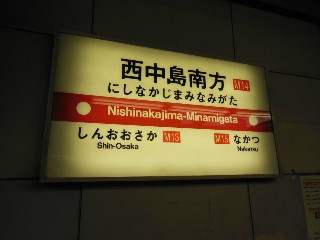 西中島南方 M14
にしなかじまみなみがた
Nishinakajima-Minamigata
しんおおさか M13
Shin-Osaka
M15 なかつ
Nakatsu